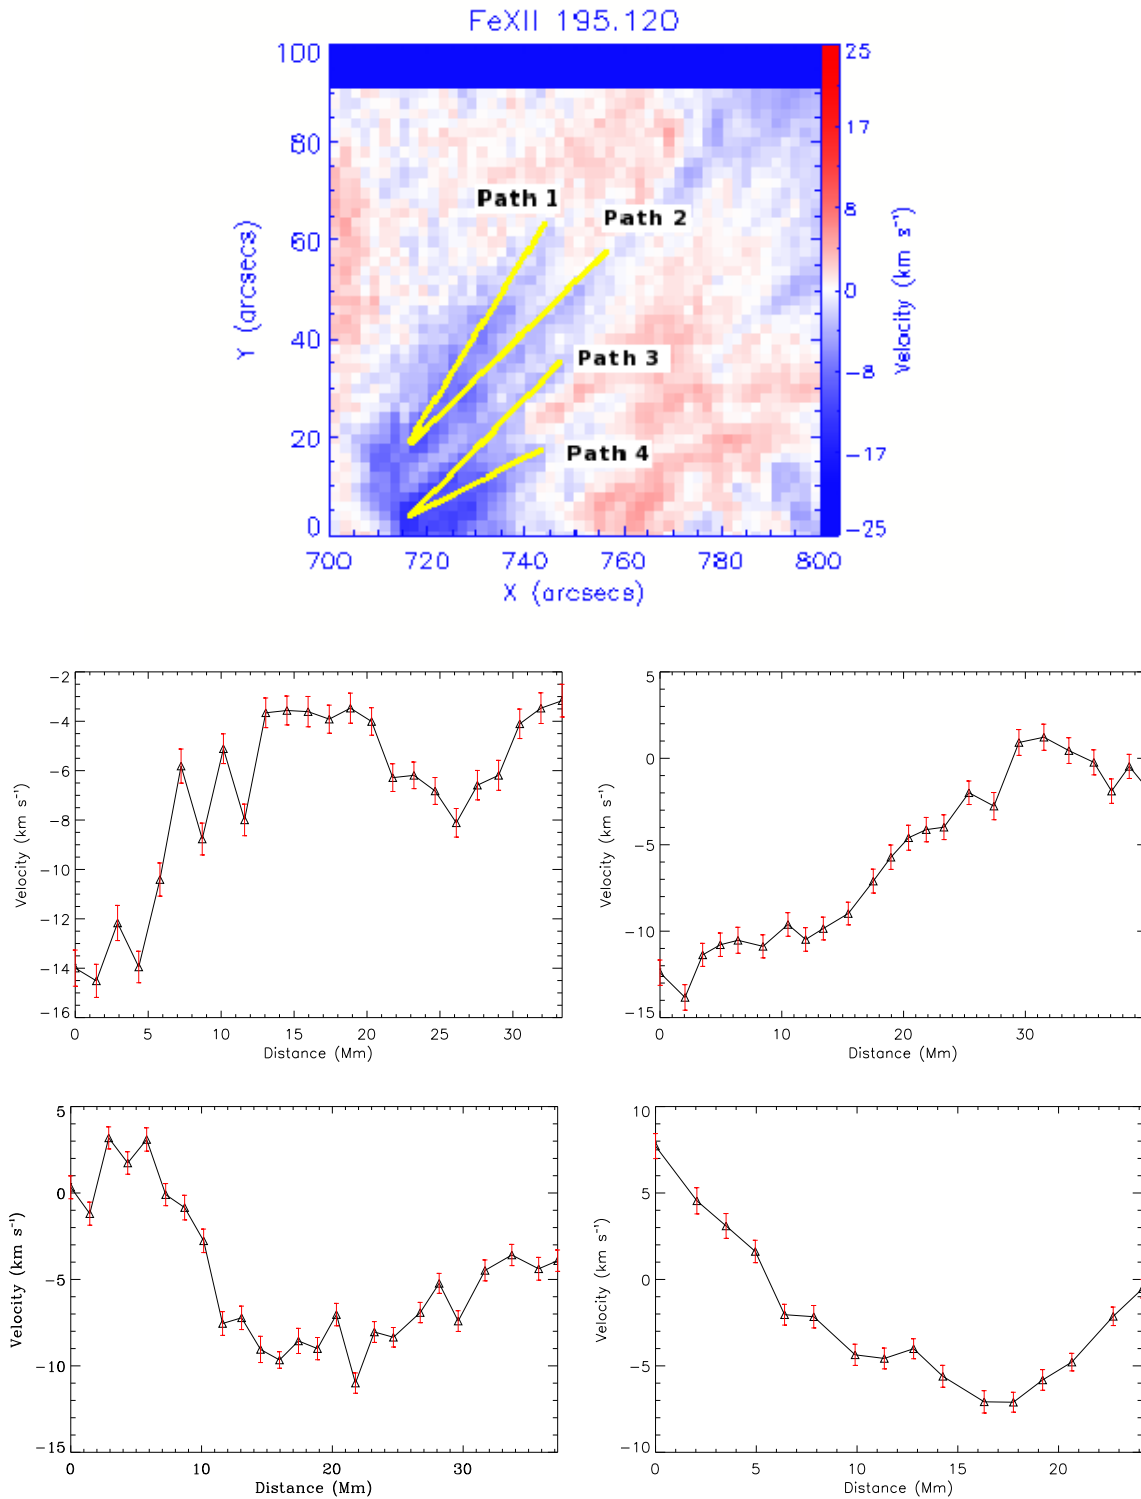 FeXII 195.120
100
80
60
40
20
0
Y (arcsecs)
Path 1
Path 2
Path 3
Path 4
700 720 740 760 780 800
X (arcsecs)
25
17
8
0
-8
-17
-25
Velocity (km s⁻¹)
-2
-4
-6
-8
-10
-12
-14
-16
Velocity (km s⁻¹)
0 5 10 15 20 25 30
Distance (Mm)
5
0
-5
-10
-15
Velocity (km s⁻¹)
0 10 20 30
Distance (Mm)
5
0
-5
-10
-15
Velocity (km s⁻¹)
0 10 20 30
Distance (Mm)
10
5
0
-5
-10
Velocity (km s⁻¹)
0 5 10 15 20
Distance (Mm)